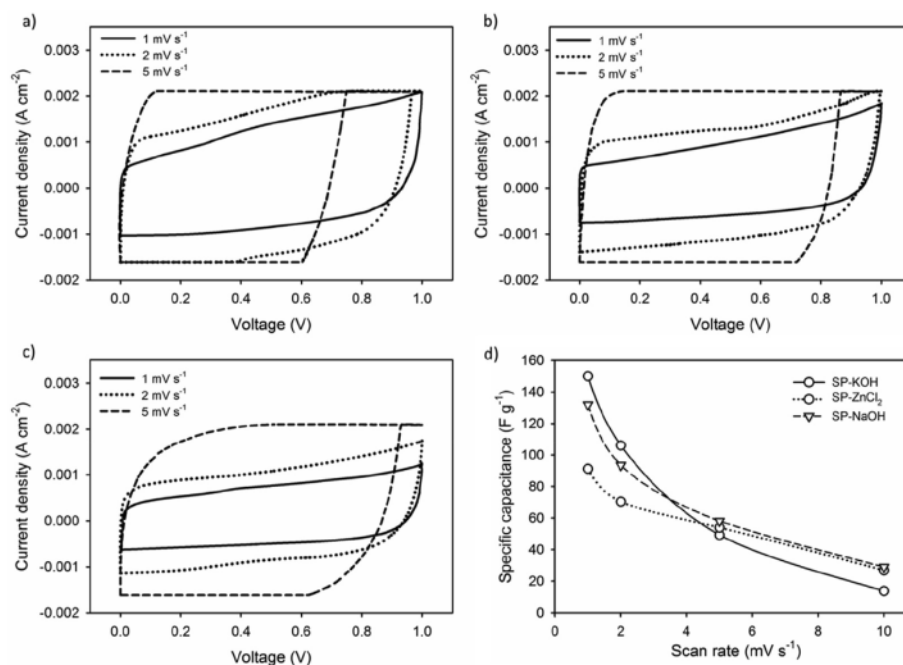 a)
1 mV s⁻¹
2 mV s⁻¹
5 mV s⁻¹
0.003
0.002
0.001
0.000
-0.001
-0.002
Current density (A cm⁻²)
0.0 0.2 0.4 0.6 0.8 1.0
Voltage (V)
b)
1 mV s⁻¹
2 mV s⁻¹
5 mV s⁻¹
0.003
0.002
0.001
0.000
-0.001
-0.002
Current density (A cm⁻²)
0.0 0.2 0.4 0.6 0.8 1.0
Voltage (V)
c)
1 mV s⁻¹
2 mV s⁻¹
5 mV s⁻¹
0.003
0.002
0.001
0.000
-0.001
-0.002
Current density (A cm⁻²)
0.0 0.2 0.4 0.6 0.8 1.0
Voltage (V)
d)
SP-KOH
SP-ZnCl₂
SP-NaOH
160
140
120
100
80
60
40
20
0
Specific capacitance (F g⁻¹)
0 2 4 6 8 10
Scan rate (mV s⁻¹)